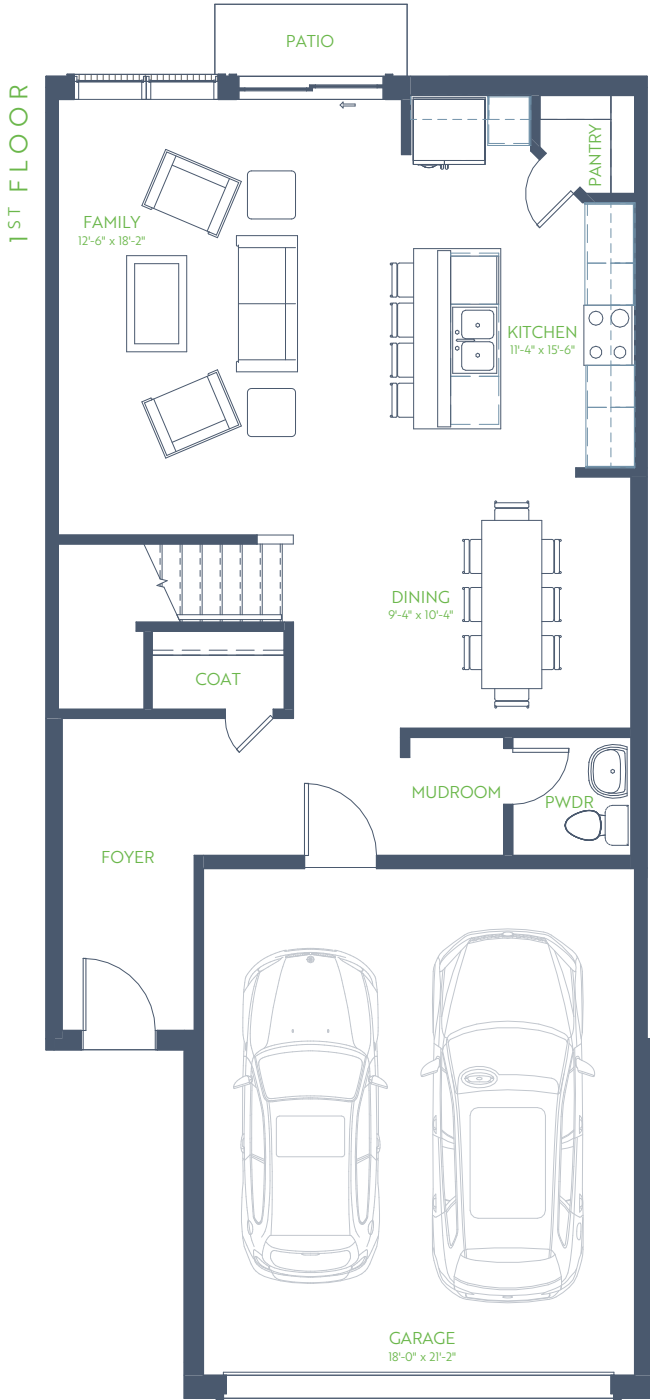 1ST FLOOR
PATIO
PANTRY
FAMILY
12'-6" x 18'-2"
KITCHEN
11'-4" x 15'-6"
DINING
9'-4" x 10'-4"
COAT
MUDROOM
PWDR
FOYER
GARAGE
18'-0" x 21'-2"